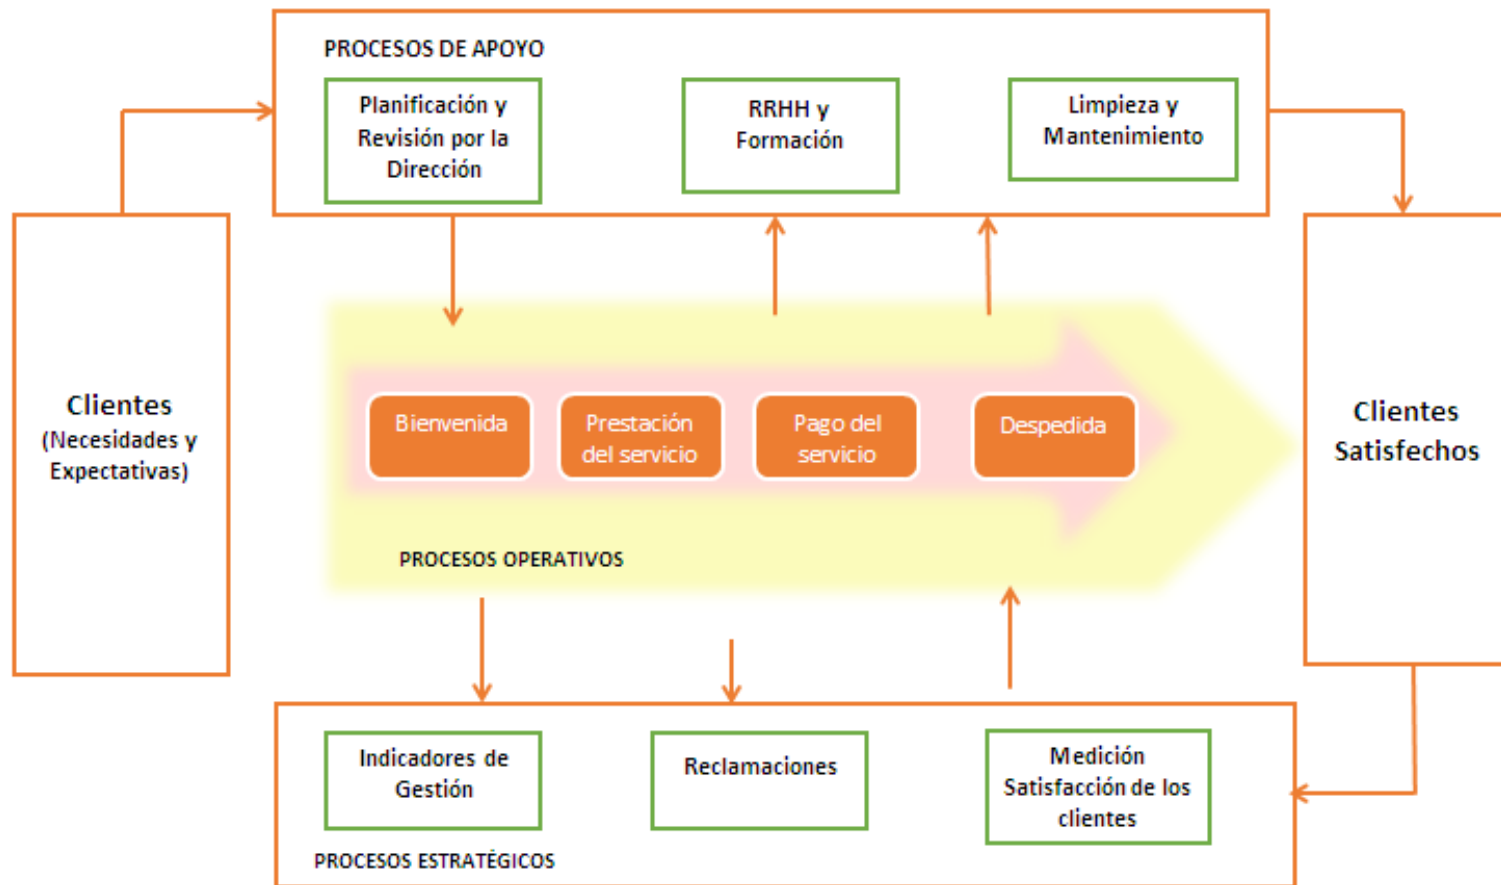 PROCESOS DE APOYO
Planificación y
Revisión por la
Dirección
RRHH y
Formación
Limpieza y
Mantenimiento
Clientes
(Necesidades y
Expectativas)
Bienvenida
Prestación
del servicio
Pago del
servicio
Despedida
PROCESOS OPERATIVOS
Clientes
Satisfechos
Indicadores de
Gestión
Reclamaciones
Medición
Satisfacción de los
clientes
PROCESOS ESTRATÉGICOS